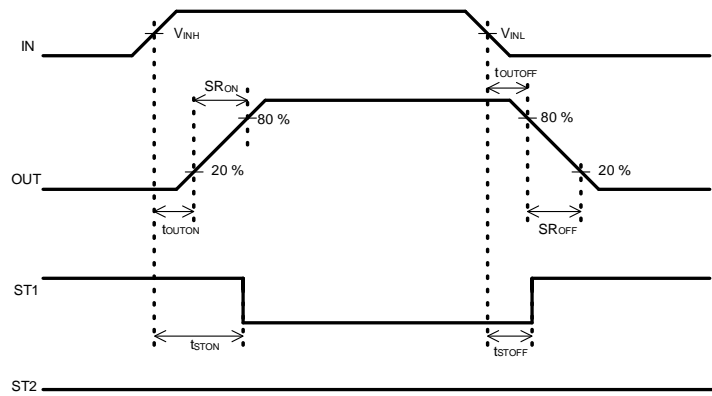 IN
VINH
VINL
tOUTOFF
SRON
80 %
80 %
20 %
20 %
OUT
tOUTON
SROFF
ST1
tSTON
tSTOFF
ST2